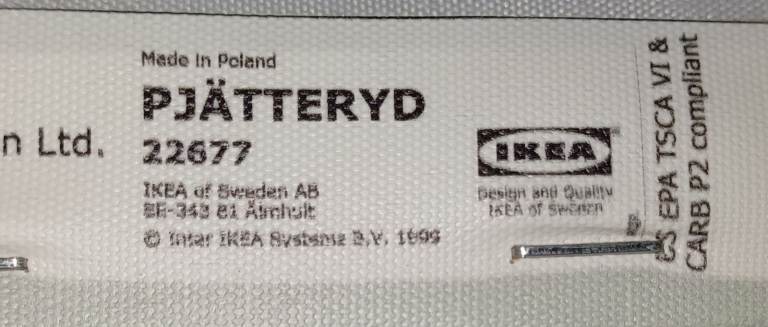 n Ltd.
Made in Poland
PJÄTTERYD
22677
IKEA of Sweden AB
SE-343 81 Älmhult
© Inter IKEA Systems B.V. 1999
IKEA
Design and Quality
IKEA of Sweden
US EPA TSCA VI &
CARB P2 compliant